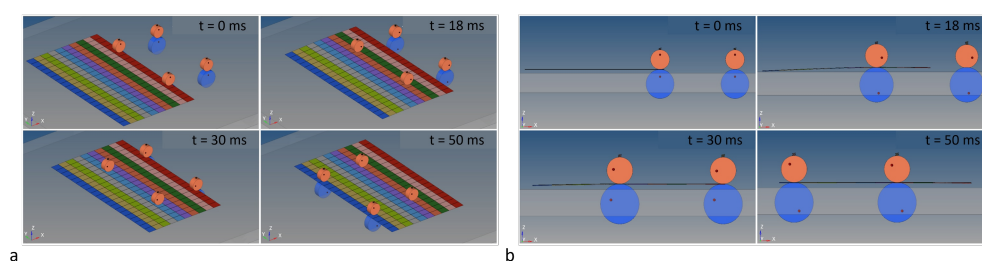 t = 0 ms
t = 18 ms
t = 0 ms
t = 18 ms
t = 30 ms
t = 50 ms
t = 30 ms
t = 50 ms
a
b